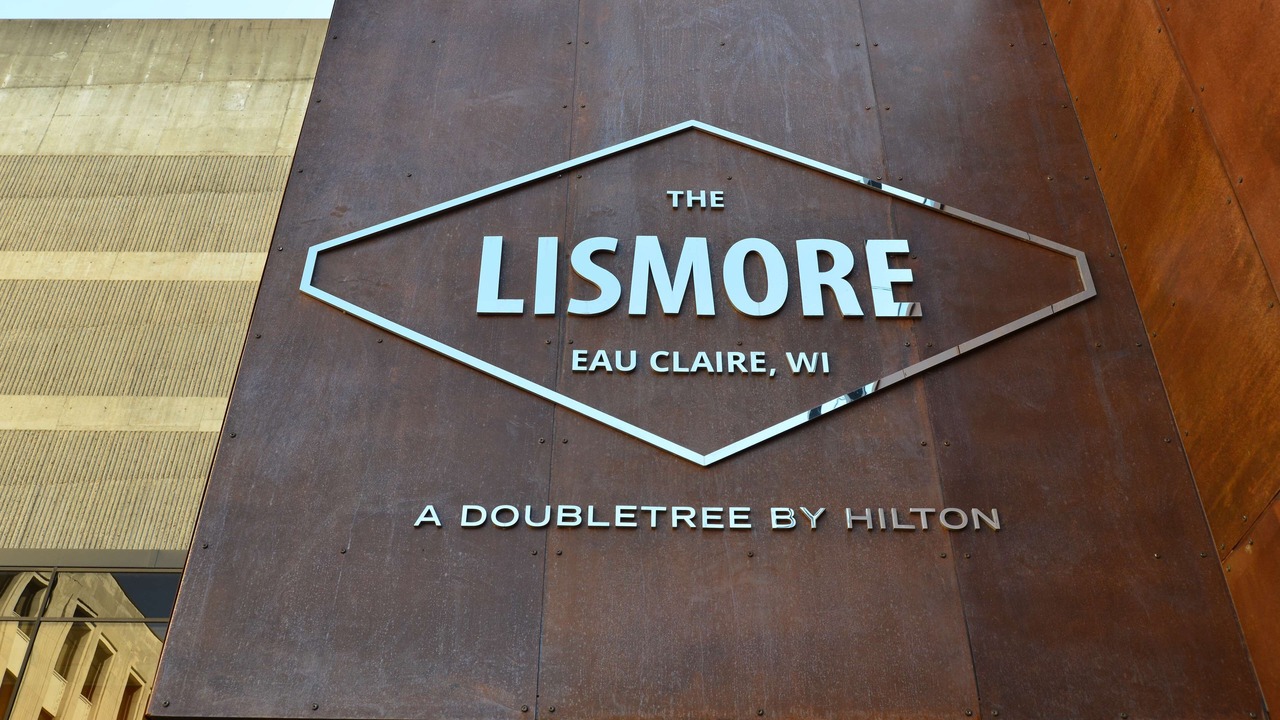 THE
LISMORE
EAU CLAIRE, WI
A DOUBLETREE BY HILTON